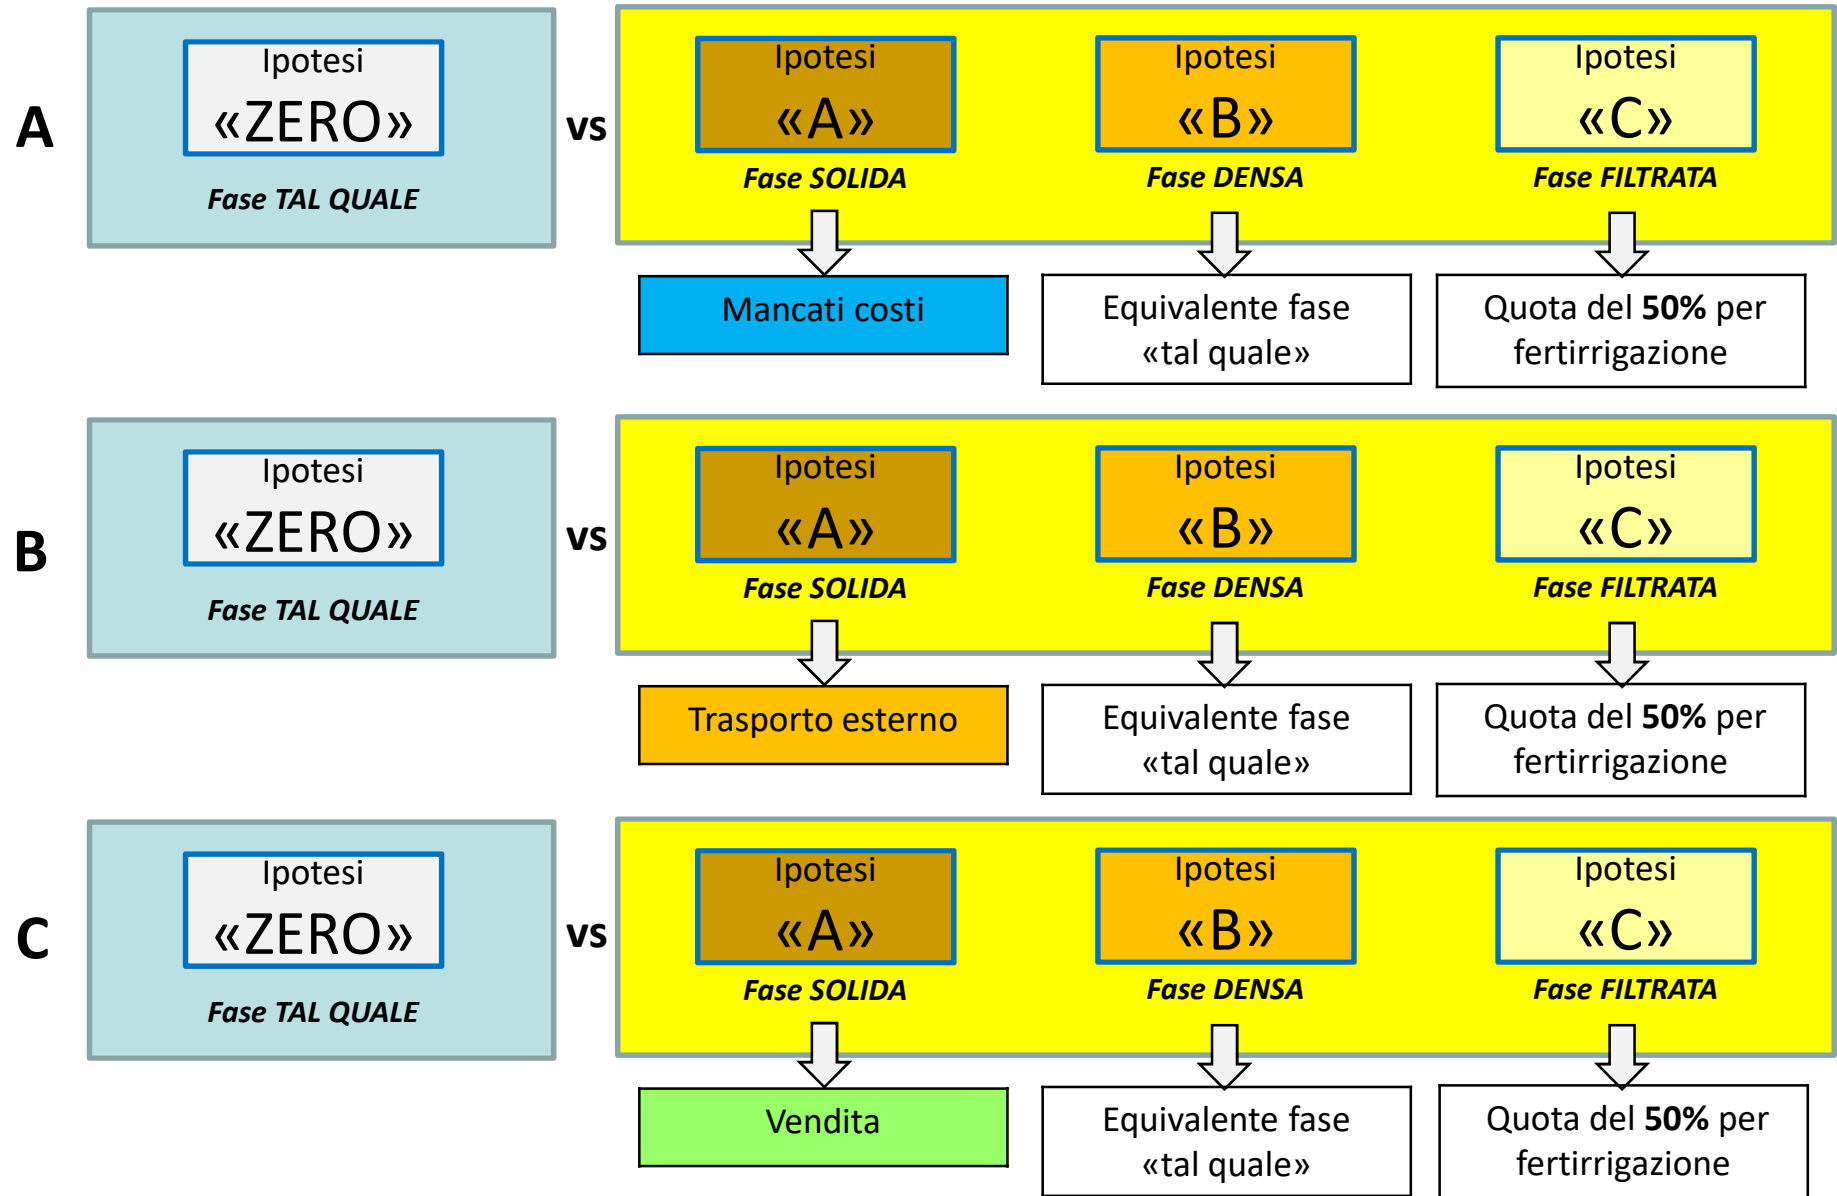 A
Ipotesi
«ZERO»
Fase TAL QUALE
vs
Ipotesi
«A»
Fase SOLIDA
Ipotesi
«B»
Fase DENSA
Ipotesi
«C»
Fase FILTRATA
Mancati costi
Equivalente fase
«tal quale»
Quota del 50% per
fertirrigazione
B
Ipotesi
«ZERO»
Fase TAL QUALE
vs
Ipotesi
«A»
Fase SOLIDA
Ipotesi
«B»
Fase DENSA
Ipotesi
«C»
Fase FILTRATA
Trasporto esterno
Equivalente fase
«tal quale»
Quota del 50% per
fertirrigazione
C
Ipotesi
«ZERO»
Fase TAL QUALE
vs
Ipotesi
«A»
Fase SOLIDA
Ipotesi
«B»
Fase DENSA
Ipotesi
«C»
Fase FILTRATA
Vendita
Equivalente fase
«tal quale»
Quota del 50% per
fertirrigazione